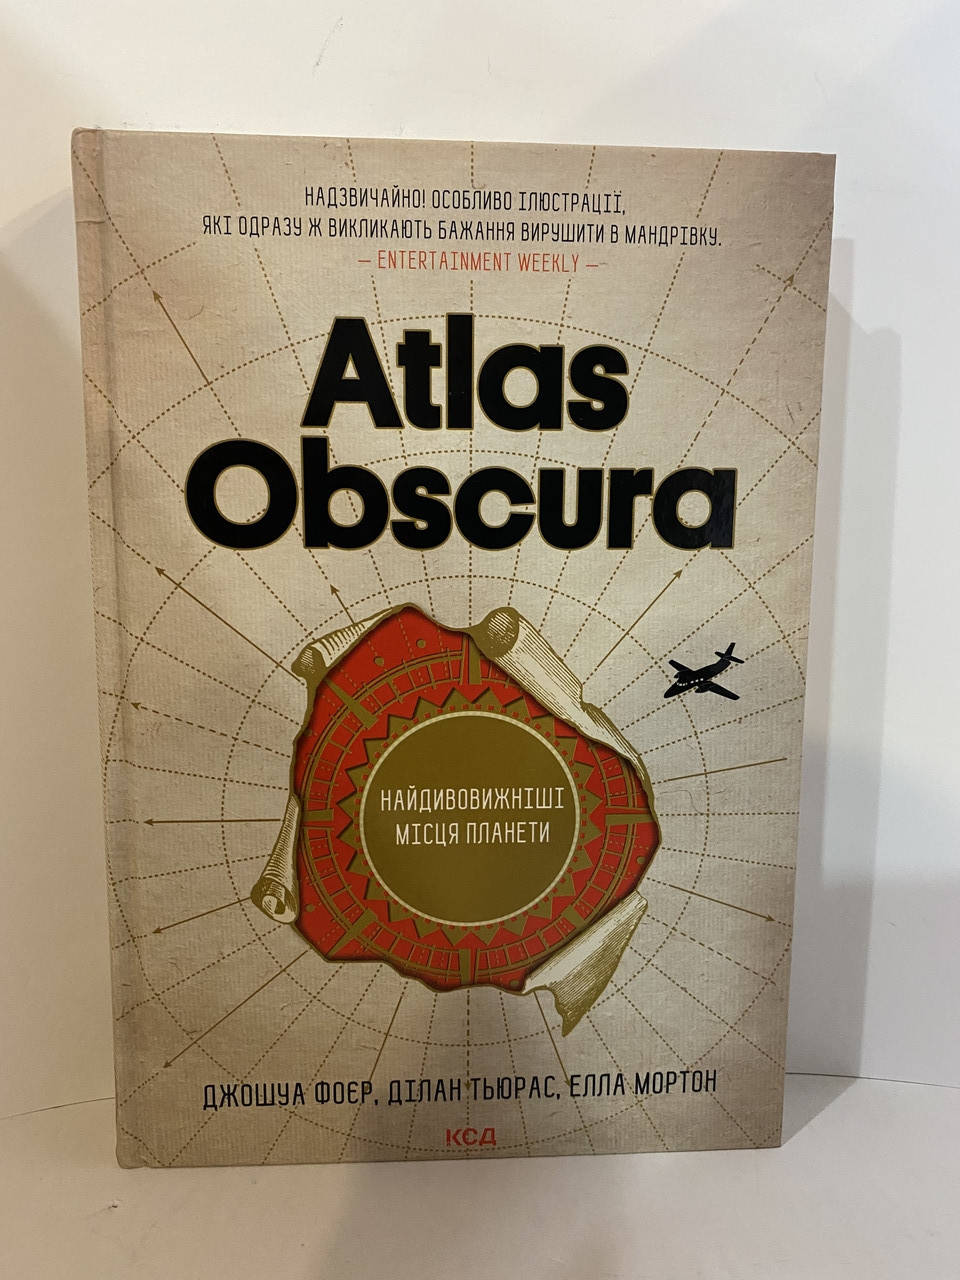 НАДЗВИЧАЙНО! ОСОБЛИВО ІЛЮСТРАЦІЇ,
ЯКІ ОДРАЗУ Ж ВИКЛИКАЮТЬ БАЖАННЯ ВИРУШИТИ В МАНДРІВКУ.
— ENTERTAINMENT WEEKLY —
Atlas
Obscura
НАЙДИВОВИЖНІШІ
МІСЦЯ ПЛАНЕТИ
ДЖОШУА ФОЄР, ДІЛАН ТЬЮРАС, ЕЛЛА МОРТОН
КСД